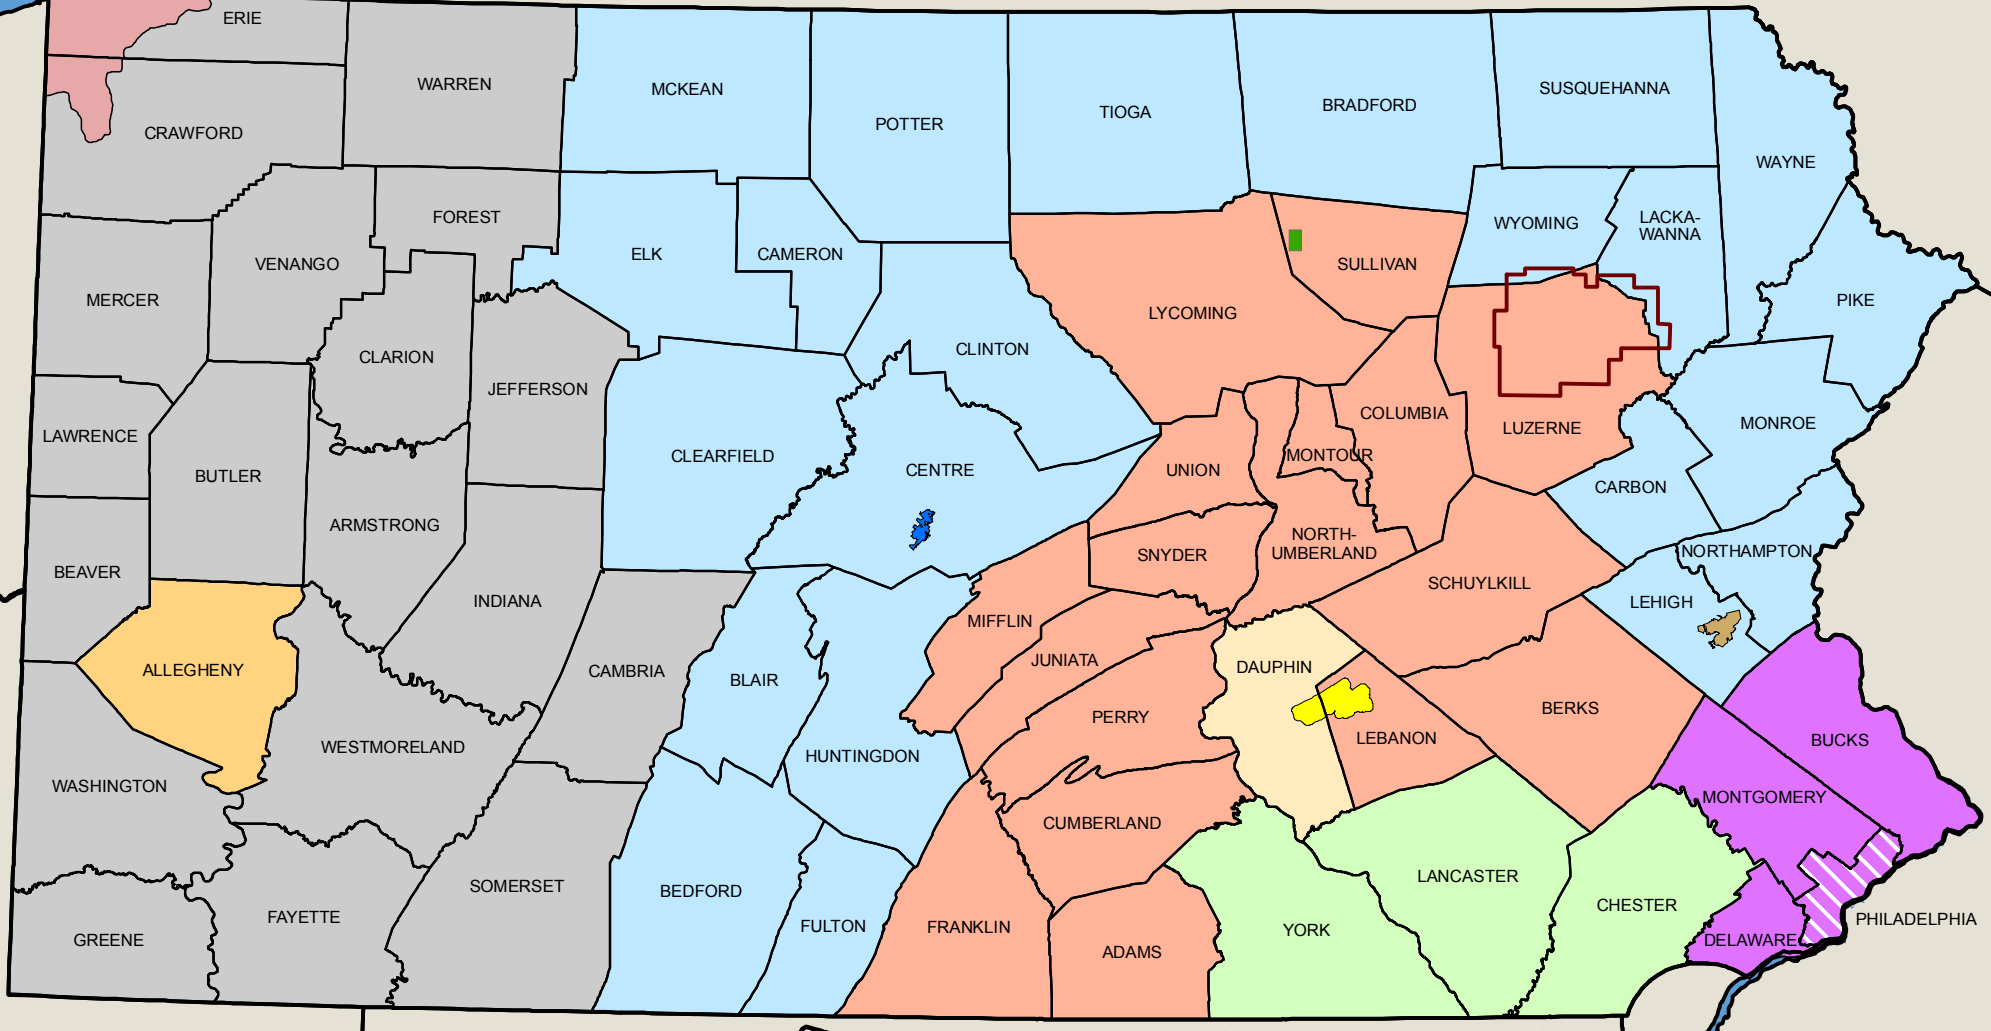 ERIE
WARREN
MCKEAN
POTTER
TIOGA
BRADFORD
SUSQUEHANNA
WAYNE
CRAWFORD
FOREST
ELK
CAMERON
WYOMING
LACKA-
WANNA
VENANGO
SULLIVAN
MERCER
LYCOMING
PIKE
CLARION
CLINTON
JEFFERSON
COLUMBIA
LUZERNE
MONROE
LAWRENCE
BUTLER
CLEARFIELD
CENTRE
UNION
MONTOUR
CARBON
ARMSTRONG
SNYDER
NORTH-
UMBERLAND
NORTHAMPTON
BEAVER
INDIANA
SCHUYLKILL
LEHIGH
MIFFLIN
ALLEGHENY
CAMBRIA
BLAIR
JUNIATA
DAUPHIN
PERRY
BERKS
WESTMORELAND
HUNTINGDON
LEBANON
BUCKS
WASHINGTON
CUMBERLAND
MONTGOMERY
SOMERSET
BEDFORD
LANCASTER
CHESTER
GREENE
FAYETTE
FULTON
FRANKLIN
ADAMS
YORK
DELAWARE
PHILADELPHIA